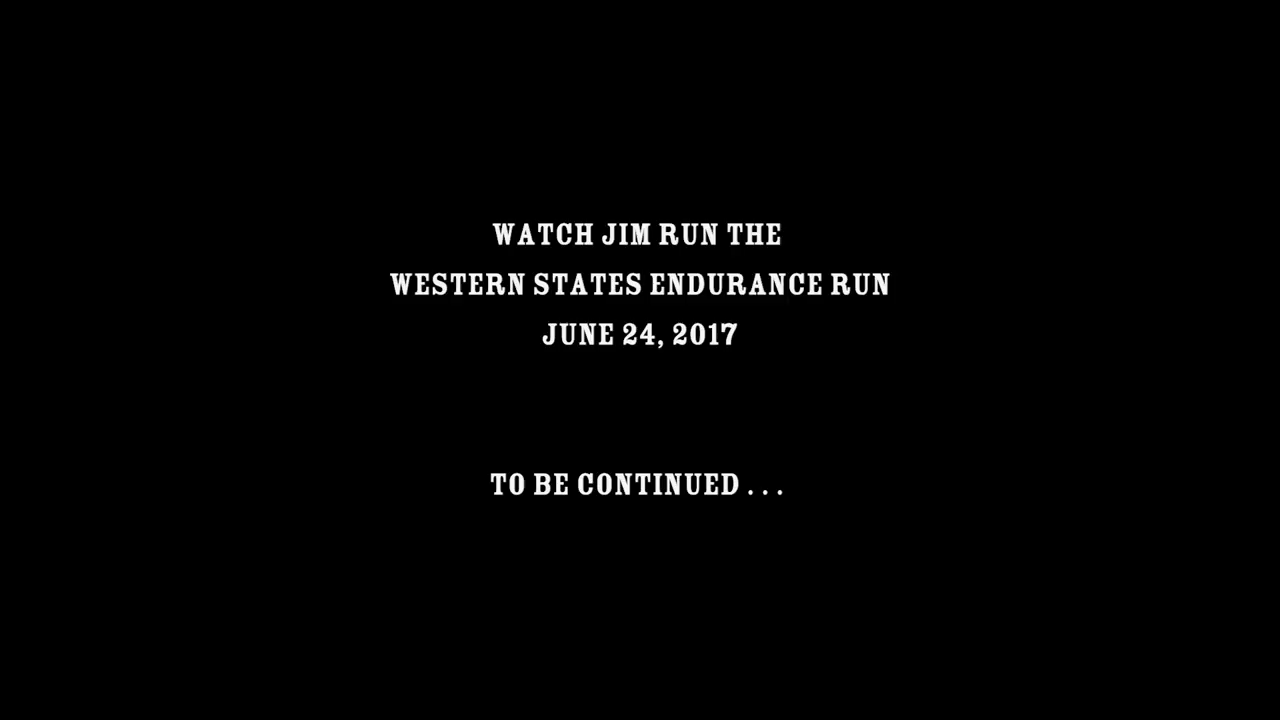 WATCH JIM RUN THE
WESTERN STATES ENDURANCE RUN
JUNE 24, 2017
TO BE CONTINUED . . .